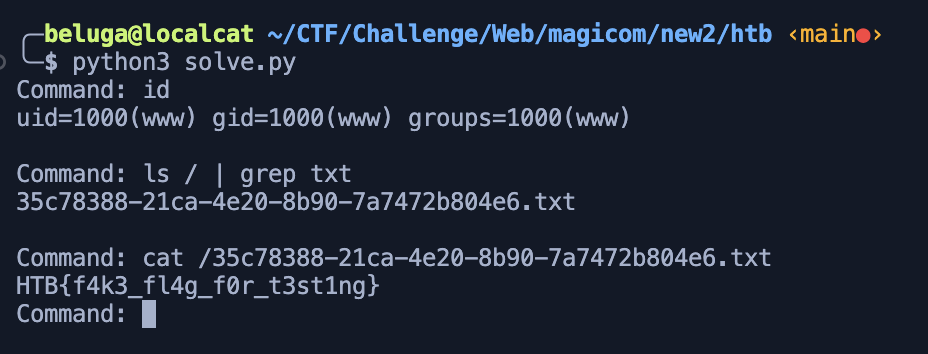 beluga@localcat ~/CTF/Challenge/Web/magicom/new2/htb ‹main●›
$ python3 solve.py
Command: id
uid=1000(www) gid=1000(www) groups=1000(www)
Command: ls / | grep txt
35c78388-21ca-4e20-8b90-7a7472b804e6.txt
Command: cat /35c78388-21ca-4e20-8b90-7a7472b804e6.txt
HTB{f4k3_fl4g_f0r_t3st1ng}
Command: